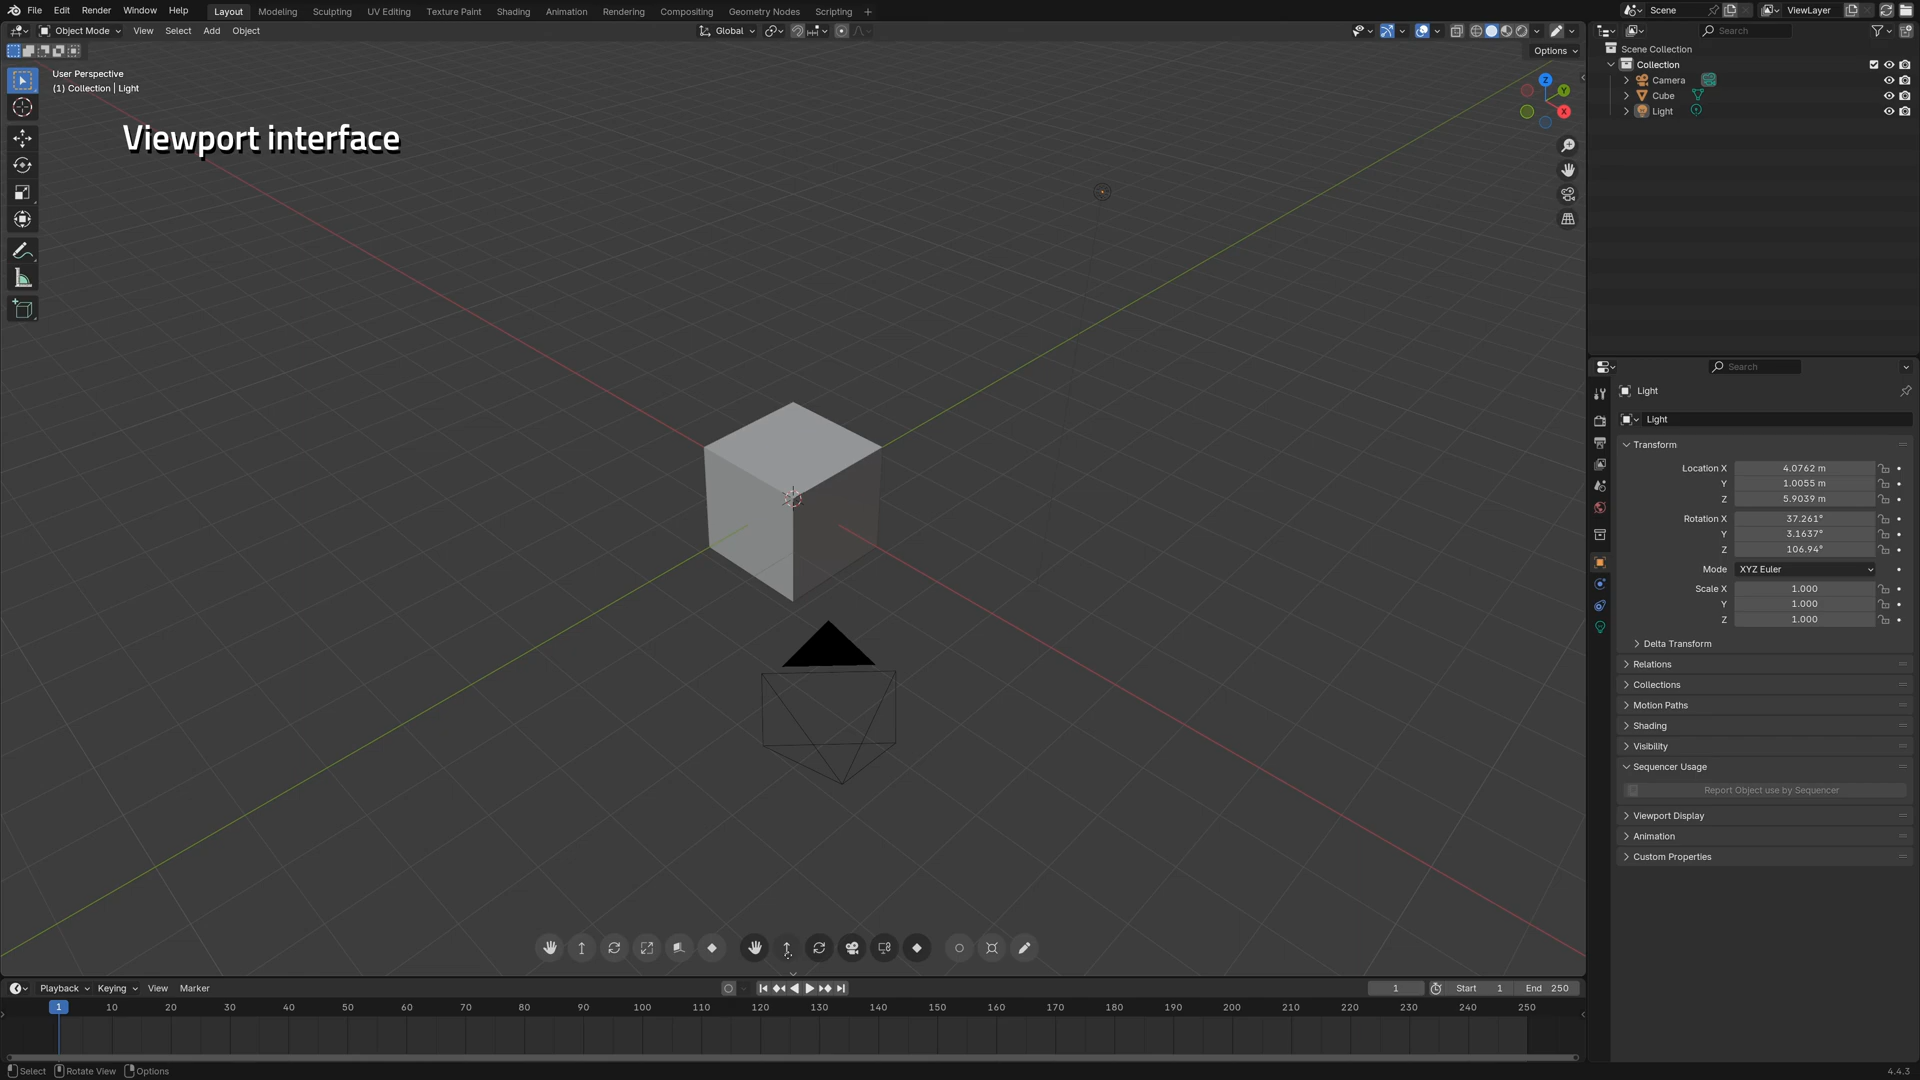 File Edit Render Window Help Layout Modeling Sculpting UV Editing Texture Paint Shading Animation Rendering Compositing Geometry Nodes Scripting + Scene ViewLayer
Object Mode View Select Add Object Global Search
Options
User Perspective
(1) Collection | Light
Viewport interface
Z
Y
X
Scene Collection
Collection
Camera
Cube
Light
Search
Light
Light
Transform
Location X 4.0762 m
Y 1.0055 m
Z 5.9039 m
Rotation X 37.261°
Y 3.1637°
Z 106.94°
Mode XYZ Euler
Scale X 1.000
Y 1.000
Z 1.000
Delta Transform
Relations
Collections
Motion Paths
Shading
Visibility
Sequencer Usage
Report Object use by Sequencer
Viewport Display
Animation
Custom Properties
Playback Keying View Marker 1 Start 1 End 250
1 10 20 30 40 50 60 70 80 90 100 110 120 130 140 150 160 170 180 190 200 210 220 230 240 250
Select Rotate View Options 4.4.3